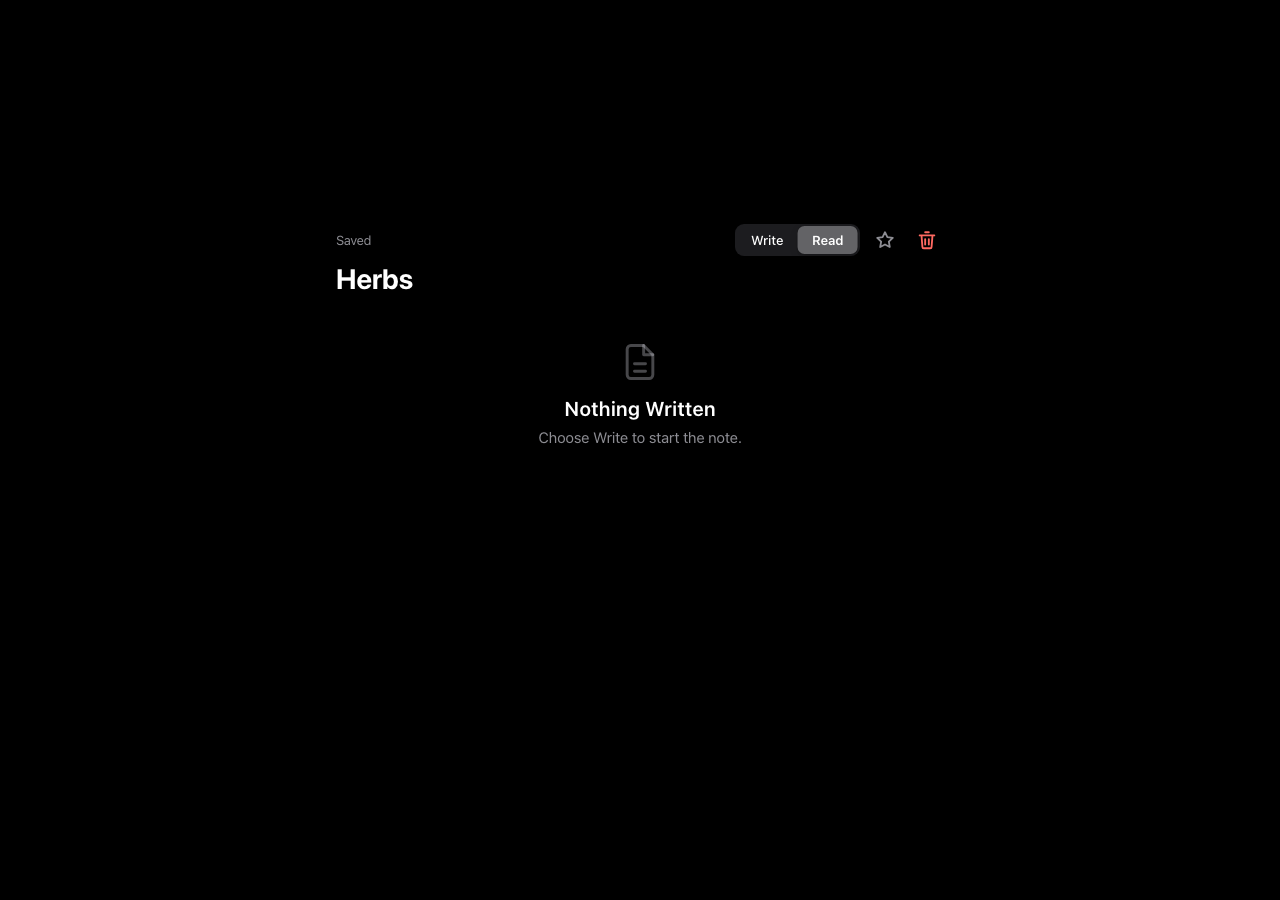 Saved
Write
Read
Herbs
Nothing Written
Choose Write to start the note.